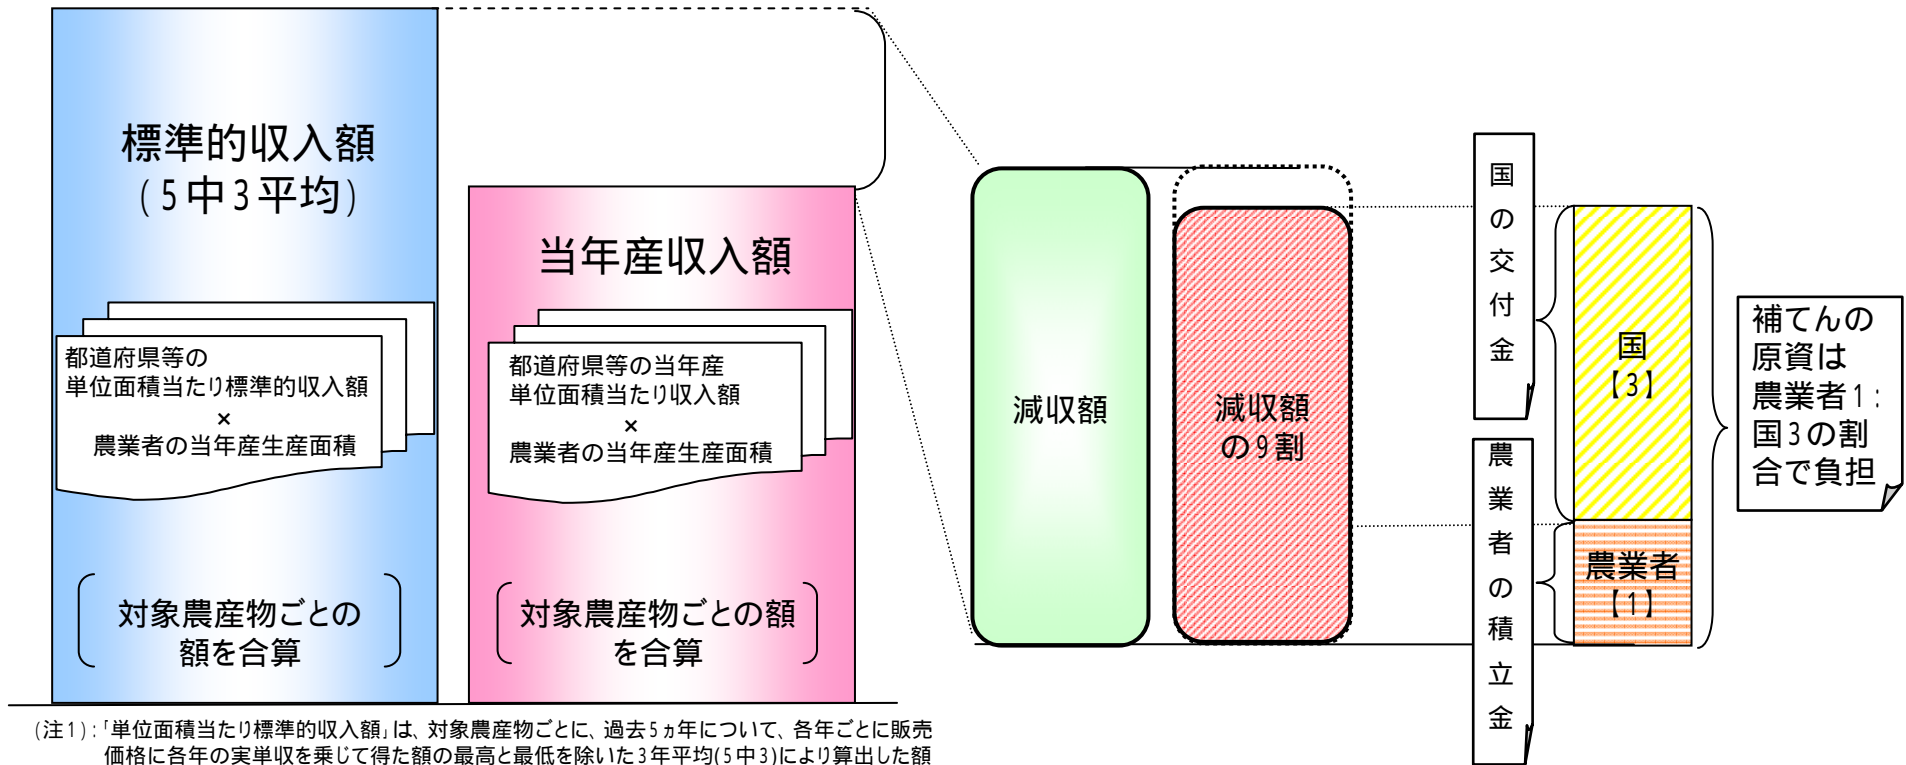 標準的収入額
(5中3平均)
都道府県等の
単位面積当たり標準的収入額
×
農業者の当年産生産面積
対象農産物ごとの
額を合算
当年産収入額
都道府県等の当年産
単位面積当たり収入額
×
農業者の当年産生産面積
対象農産物ごとの額
を合算
減収額
減収額
の9割
国の交付金
農業者の積立金
国
【3】
農業者
【1】
補てんの
原資は
農業者1:
国3の割
合で負担
(注1):「単位面積当たり標準的収入額」は、対象農産物ごとに、過去5ヵ年について、各年ごとに販売
価格に各年の実単収を乗じて得た額の最高と最低を除いた3年平均(5中3)により算出した額